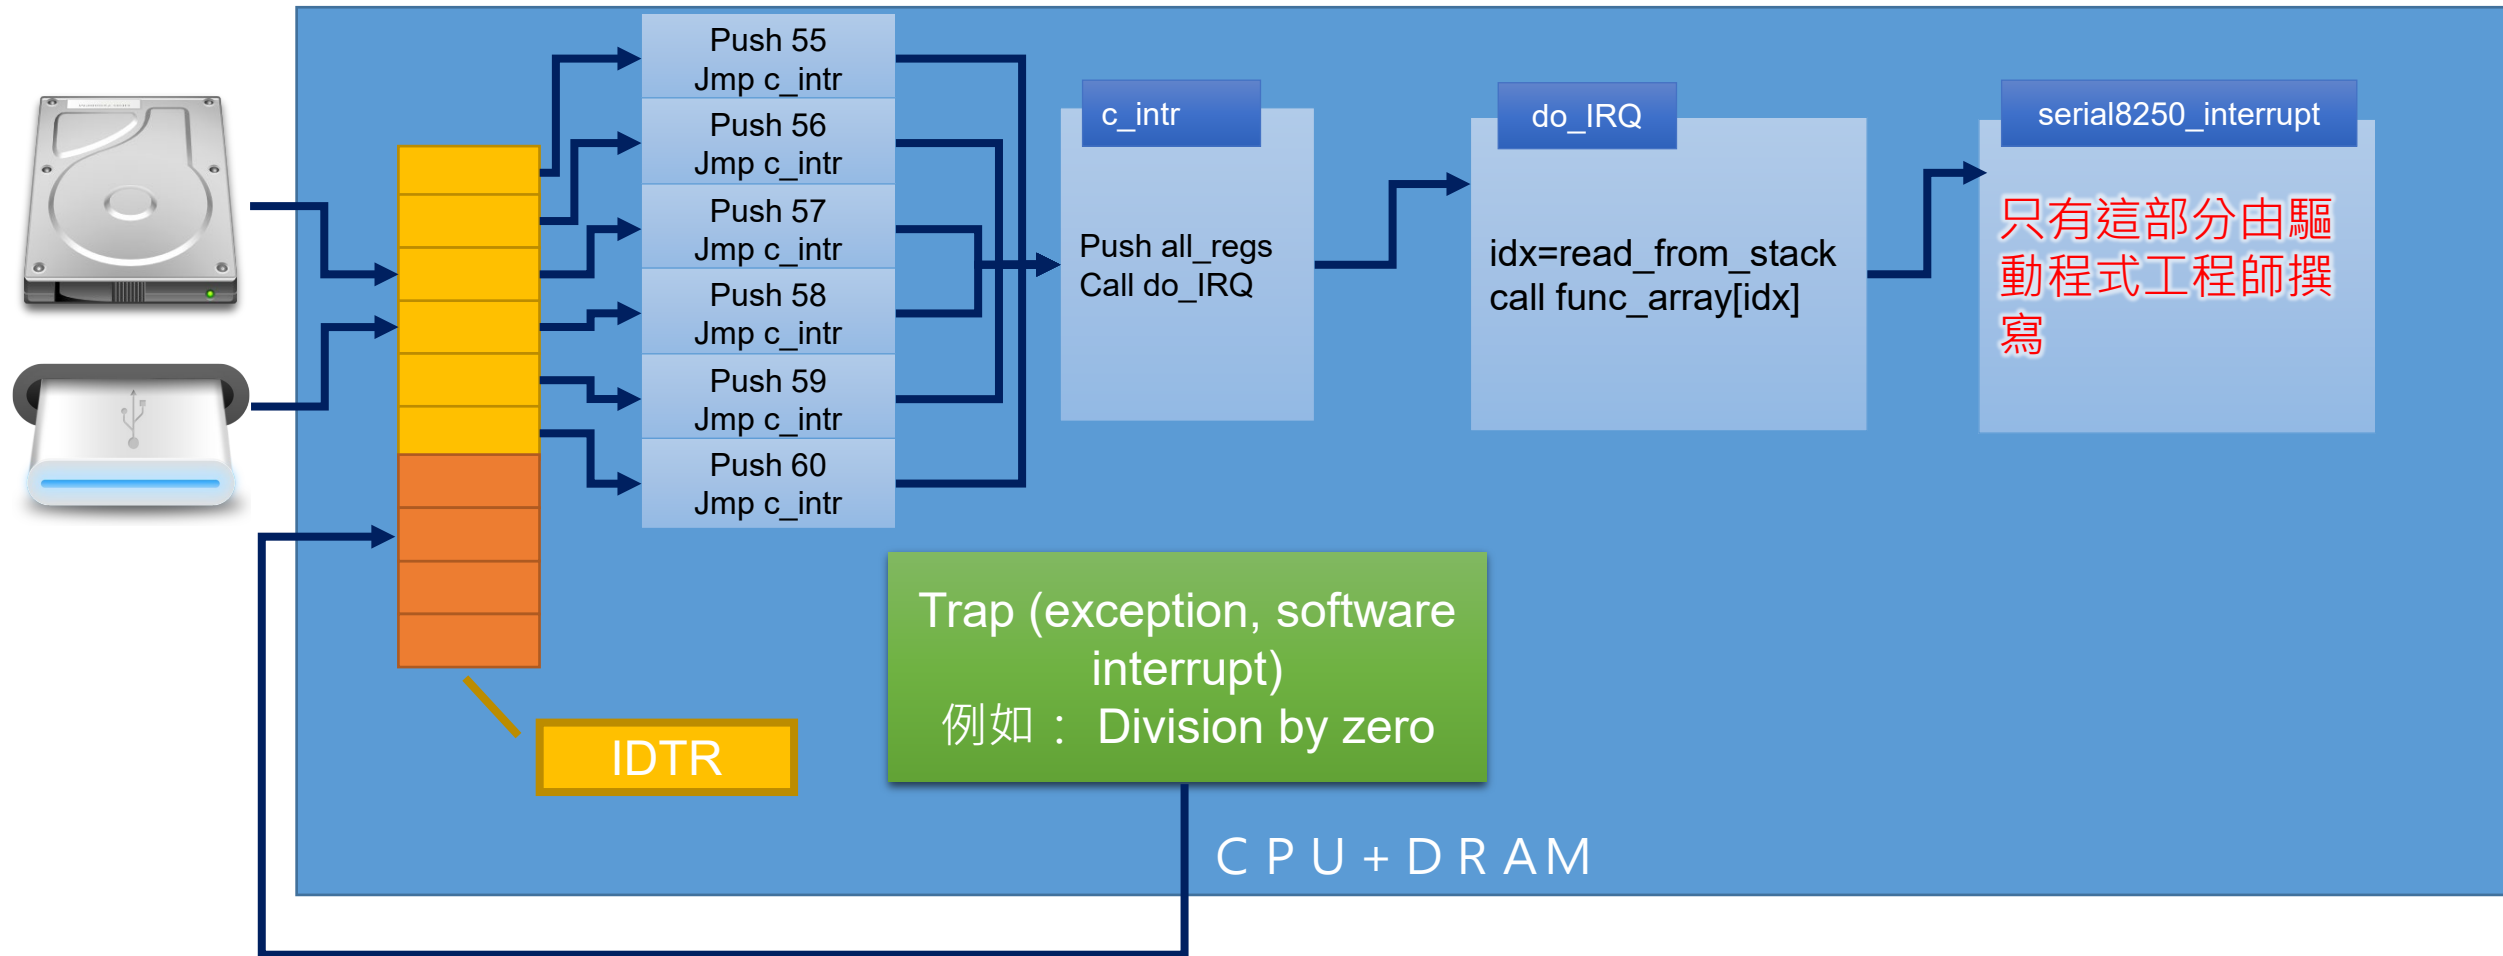 Push 55
Jmp c_intr
Push 56
Jmp c_intr
Push 57
Jmp c_intr
Push 58
Jmp c_intr
Push 59
Jmp c_intr
Push 60
Jmp c_intr
c_intr
Push all_regs
Call do_IRQ
do_IRQ
idx=read_from_stack
call func_array[idx]
serial8250_interrupt
只有這部分由驅
動程式工程師撰
寫
Trap (exception, software
interrupt)
例如： Division by zero
IDTR
CPU+DRAM